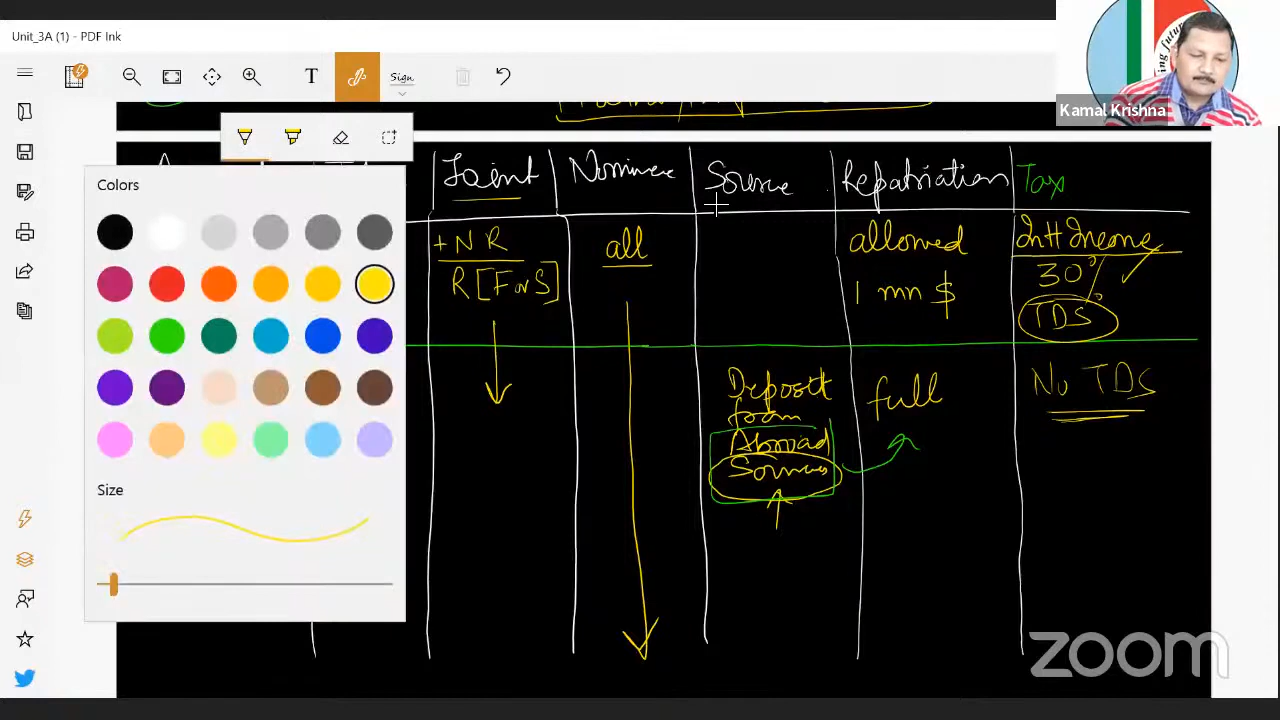 Unit_3A (1) - PDF Ink
T
Sign
Kamal Krishna
Colors
Size
Joint Nominee Source Repatriation Tax
+NR
R[F or S]
all
allowed
1 mn $
Intt Income
30%
TDS
Deposit
from
Abroad
Sources
full
No TDS
zoom